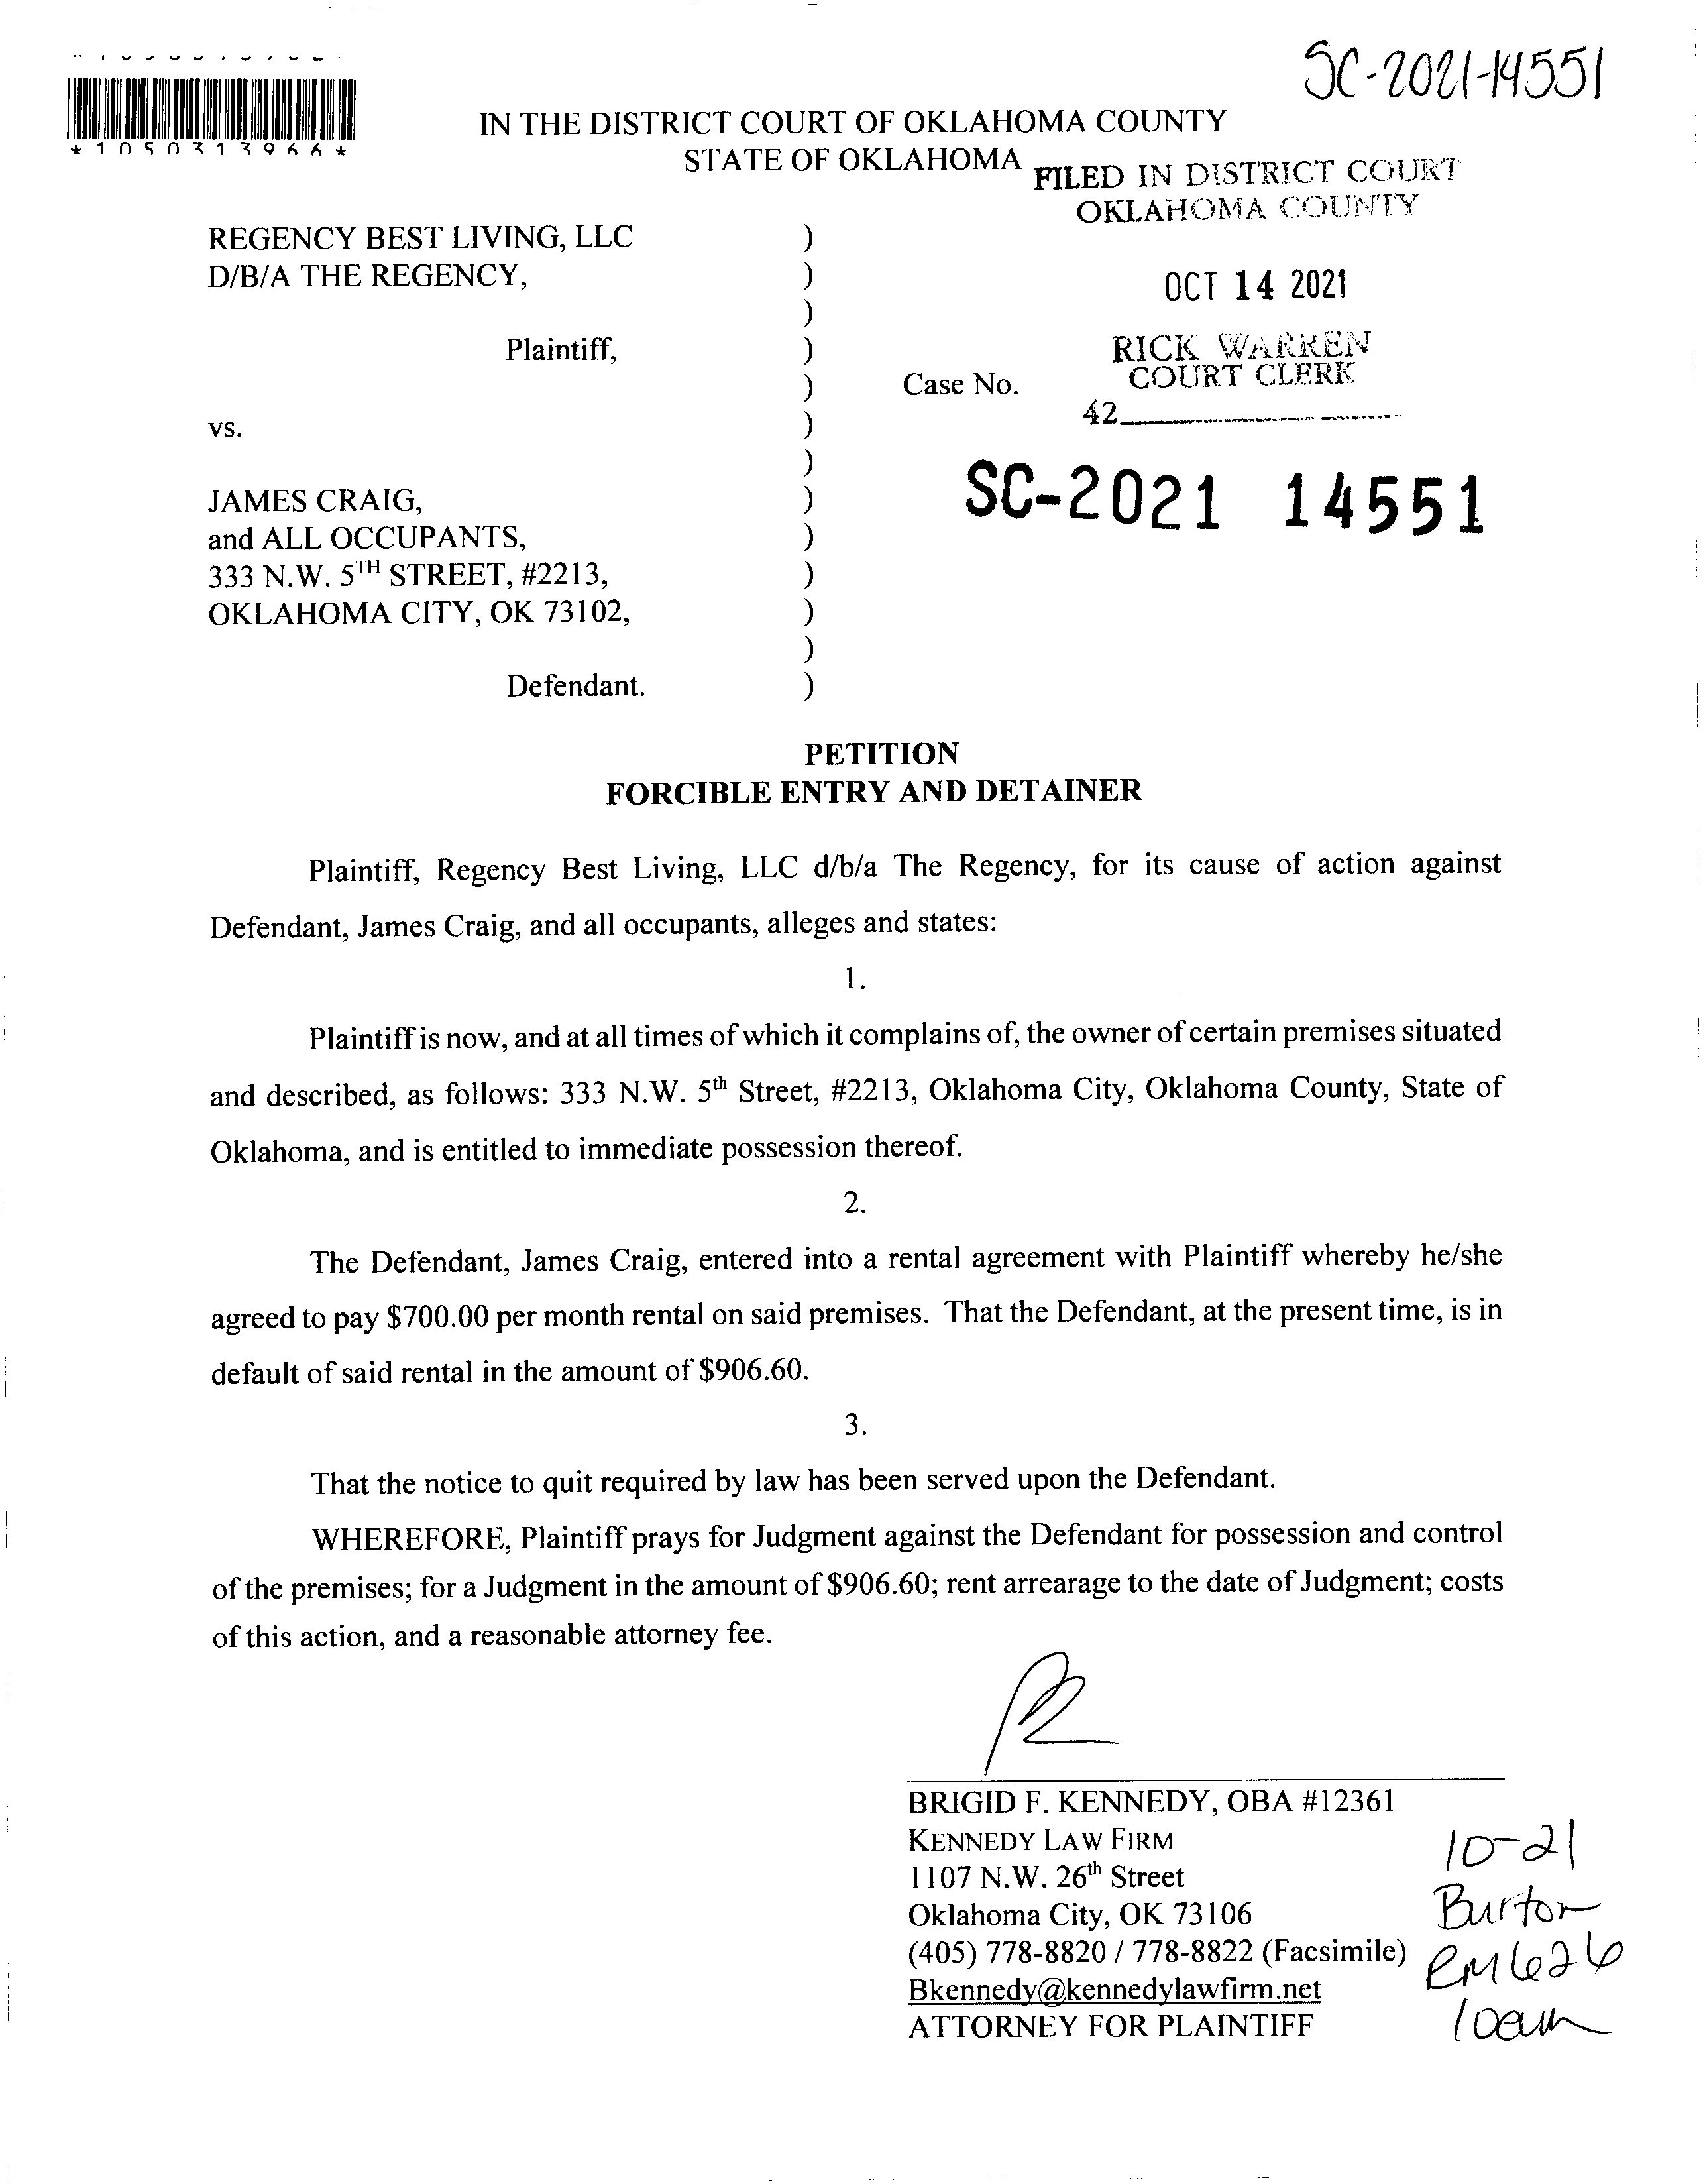 SC-2021-14551
*1050313966*
IN THE DISTRICT COURT OF OKLAHOMA COUNTY
STATE OF OKLAHOMA
FILED IN DISTRICT COURT
OKLAHOMA COUNTY
REGENCY BEST LIVING, LLC )
D/B/A THE REGENCY, )
)
OCT 14 2021
Plaintiff, )
RICK WARREN
COURT CLERK
) Case No.
42
vs. )
)
SC-2021 14551
JAMES CRAIG, )
and ALL OCCUPANTS, )
333 N.W. 5TH STREET, #2213, )
OKLAHOMA CITY, OK 73102, )
)
Defendant. )
PETITION
FORCIBLE ENTRY AND DETAINER
Plaintiff, Regency Best Living, LLC d/b/a The Regency, for its cause of action against
Defendant, James Craig, and all occupants, alleges and states:
1.
Plaintiff is now, and at all times of which it complains of, the owner of certain premises situated
and described, as follows: 333 N.W. 5th Street, #2213, Oklahoma City, Oklahoma County, State of
Oklahoma, and is entitled to immediate possession thereof.
2.
The Defendant, James Craig, entered into a rental agreement with Plaintiff whereby he/she
agreed to pay $700.00 per month rental on said premises. That the Defendant, at the present time, is in
default of said rental in the amount of $906.60.
3.
That the notice to quit required by law has been served upon the Defendant.
WHEREFORE, Plaintiff prays for Judgment against the Defendant for possession and control
of the premises; for a Judgment in the amount of $906.60; rent arrearage to the date of Judgment; costs
of this action, and a reasonable attorney fee.
BRIGID F. KENNEDY, OBA #12361
KENNEDY LAW FIRM
1107 N.W. 26th Street
Oklahoma City, OK 73106
(405) 778-8820 / 778-8822 (Facsimile)
Bkennedy@kennedylawfirm.net
ATTORNEY FOR PLAINTIFF
10-21
Burton
RM 626
10am